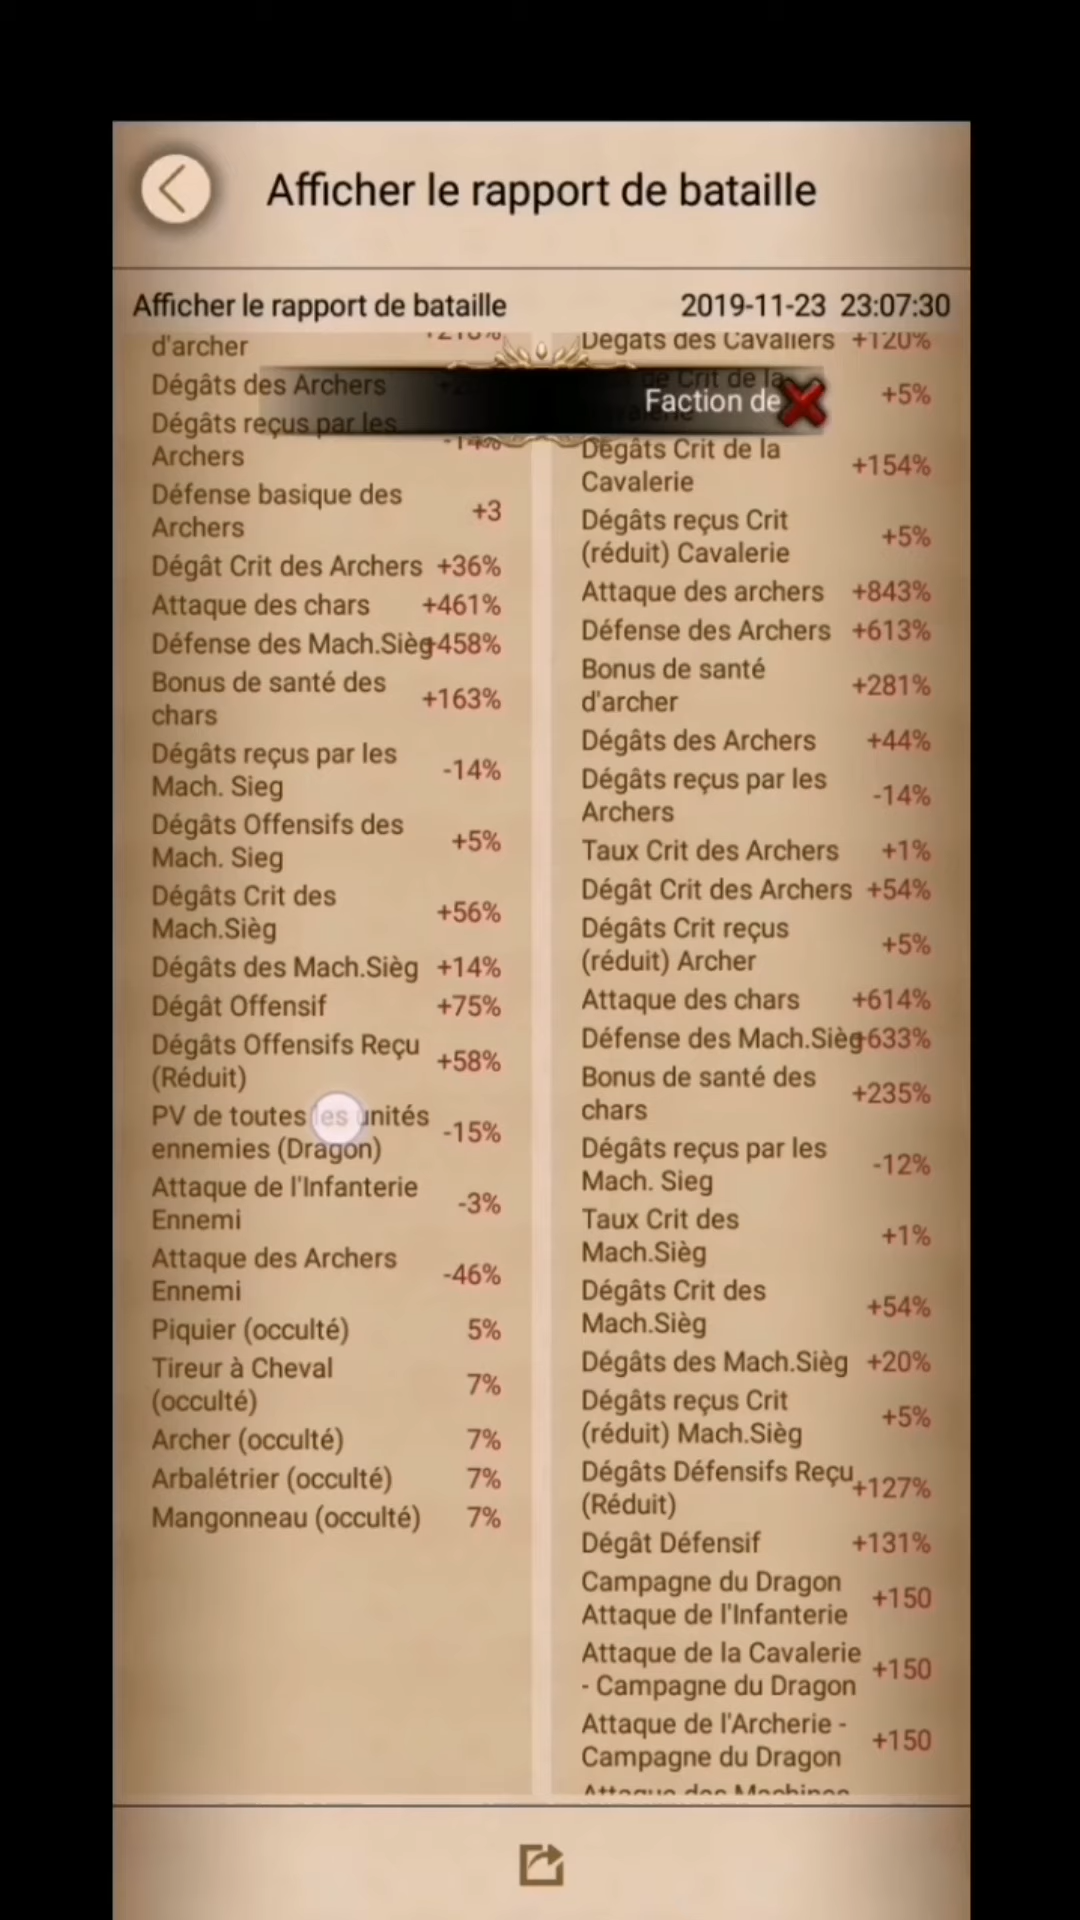 Afficher le rapport de bataille
Afficher le rapport de bataille 2019-11-23 23:07:30
d'archer
Dégâts des Archers
Dégâts reçus par les
Archers -14%
Défense basique des
Archers +3
Dégât Crit des Archers +36%
Attaque des chars +461%
Défense des Mach.Sièg +458%
Bonus de santé des
chars +163%
Dégâts reçus par les
Mach. Sieg -14%
Dégâts Offensifs des
Mach. Sieg +5%
Dégâts Crit des
Mach.Sièg +56%
Dégâts des Mach.Sièg +14%
Dégât Offensif +75%
Dégâts Offensifs Reçu
(Réduit) +58%
PV de toutes les unités
ennemies (Dragon) -15%
Attaque de l'Infanterie
Ennemi -3%
Attaque des Archers
Ennemi -46%
Piquier (occulté) 5%
Tireur à Cheval
(occulté) 7%
Archer (occulté) 7%
Arbalétrier (occulté) 7%
Mangonneau (occulté) 7%
Dégâts des Cavaliers +120%
de Crit de la
+5%
Faction de
Dégâts Crit de la
Cavalerie +154%
Dégâts reçus Crit
(réduit) Cavalerie +5%
Attaque des archers +843%
Défense des Archers +613%
Bonus de santé
d'archer +281%
Dégâts des Archers +44%
Dégâts reçus par les
Archers -14%
Taux Crit des Archers +1%
Dégât Crit des Archers +54%
Dégâts Crit reçus
(réduit) Archer +5%
Attaque des chars +614%
Défense des Mach.Sièg +633%
Bonus de santé des
chars +235%
Dégâts reçus par les
Mach. Sieg -12%
Taux Crit des
Mach.Sièg +1%
Dégâts Crit des
Mach.Sièg +54%
Dégâts des Mach.Sièg +20%
Dégâts reçus Crit
(réduit) Mach.Sièg +5%
Dégâts Défensifs Reçu
(Réduit) +127%
Dégât Défensif +131%
Campagne du Dragon
Attaque de l'Infanterie +150
Attaque de la Cavalerie
- Campagne du Dragon +150
Attaque de l'Archerie -
Campagne du Dragon +150
Attaque des Machines